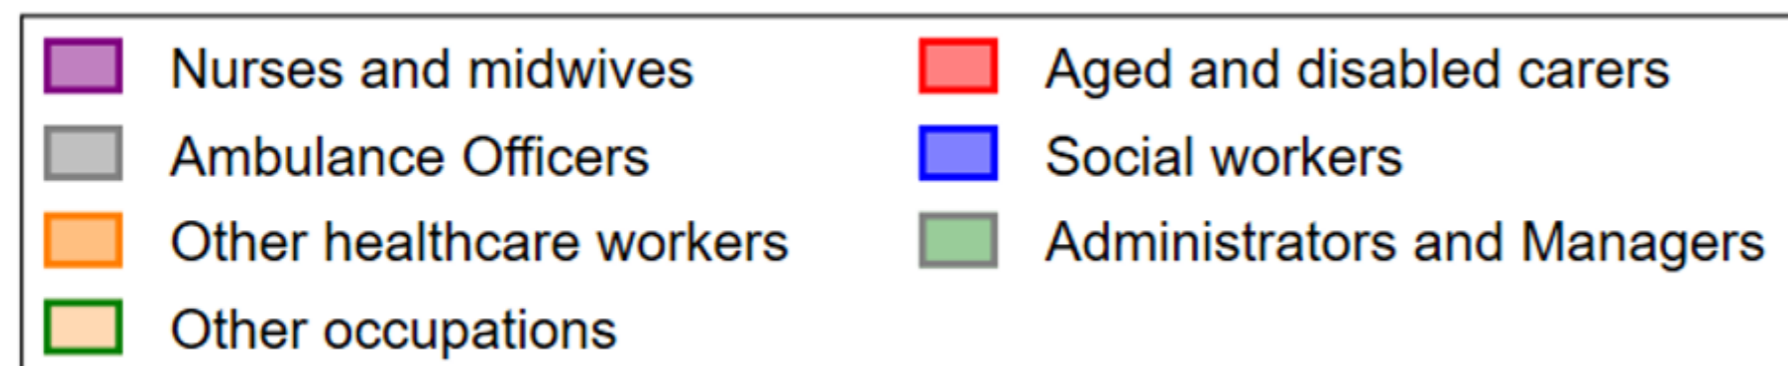 Nurses and midwives
Aged and disabled carers
Ambulance Officers
Social workers
Other healthcare workers
Administrators and Managers
Other occupations